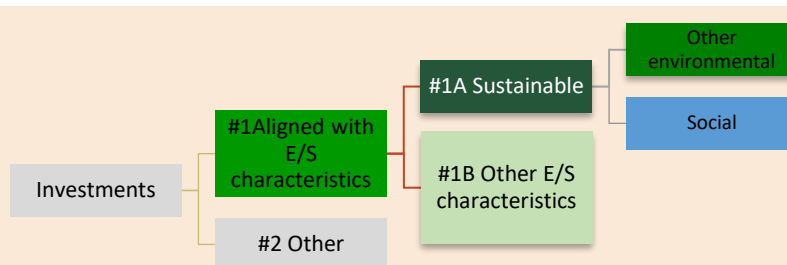 Investments
#1Aligned with
E/S
characteristics
#2 Other
#1A Sustainable
#1B Other E/S
characteristics
Other
environmental
Social